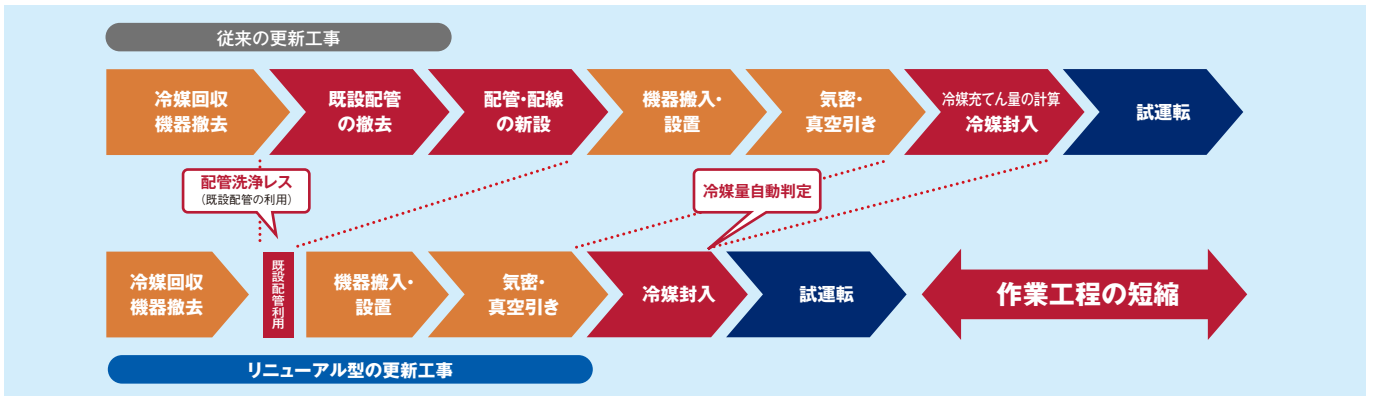 従来の更新工事
冷媒回収
機器撤去
既設配管
の撤去
配管・配線
の新設
機器搬入・
設置
気密・
真空引き
冷媒充てん量の計算
冷媒封入
試運転
配管洗浄レス
(既設配管の利用)
冷媒量自動判定
冷媒回収
機器撤去
既設配管利用
機器搬入・
設置
気密・
真空引き
冷媒封入
試運転
作業工程の短縮
リニューアル型の更新工事